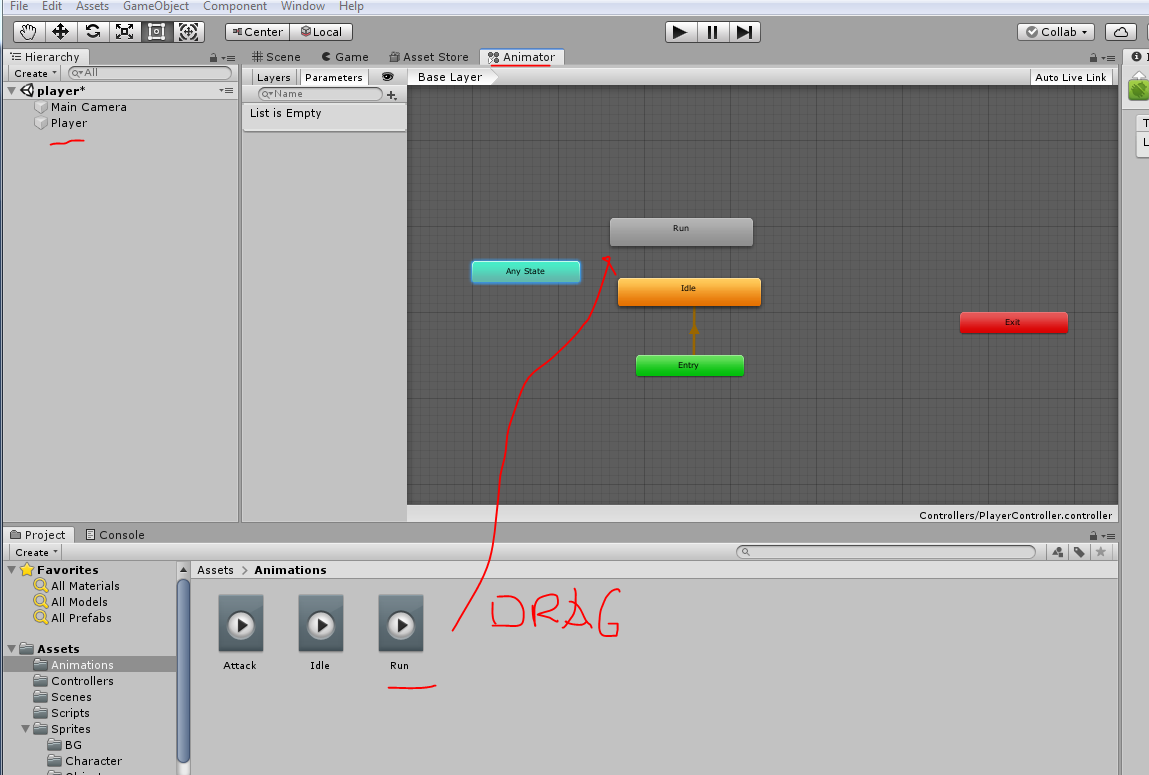 File Edit Assets GameObject Component Window Help
Center Local Collab
Hierarchy Scene Game Asset Store Animator
Create All Layers Parameters Base Layer Auto Live Link
player* Name
Main Camera List is Empty
Player
Run
Any State
Idle
Exit
Entry
Controllers/PlayerController.controller
Project Console
Create
Favorites Assets > Animations
All Materials
All Models
All Prefabs
DRAG
Assets
Animations Attack Idle Run
Controllers
Scenes
Scripts
Sprites
BG
Character